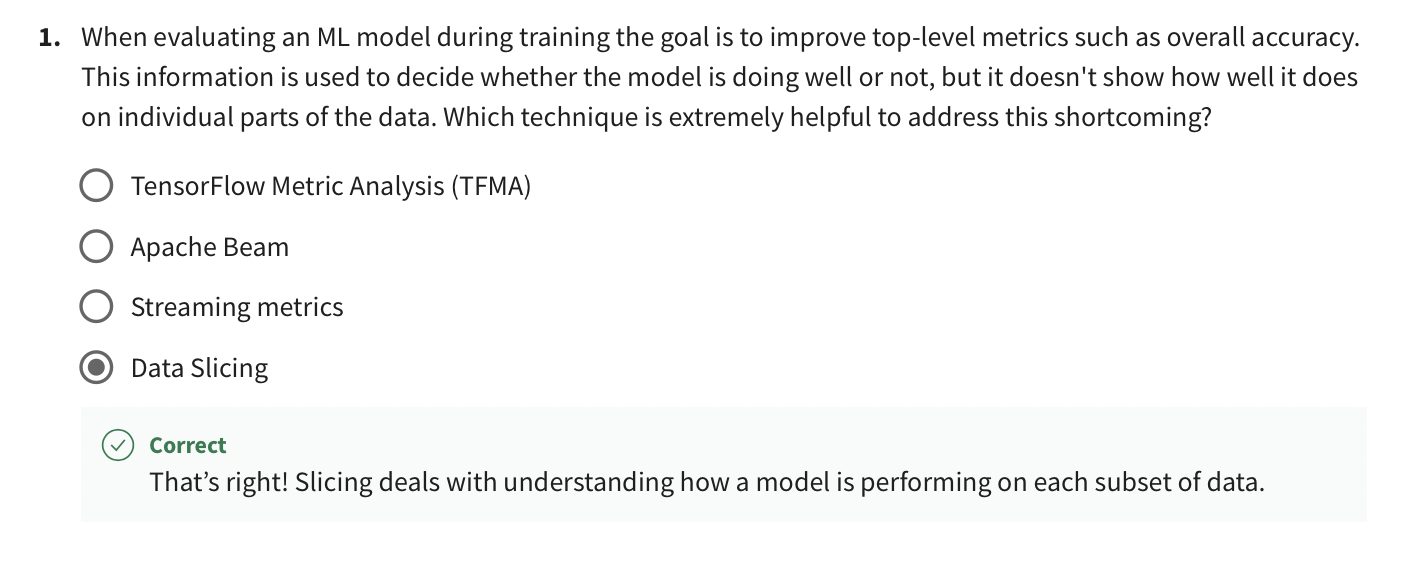 1. When evaluating an ML model during training the goal is to improve top-level metrics such as overall accuracy.
This information is used to decide whether the model is doing well or not, but it doesn't show how well it does
on individual parts of the data. Which technique is extremely helpful to address this shortcoming?
TensorFlow Metric Analysis (TFMA)
Apache Beam
Streaming metrics
Data Slicing
Correct
That’s right! Slicing deals with understanding how a model is performing on each subset of data.